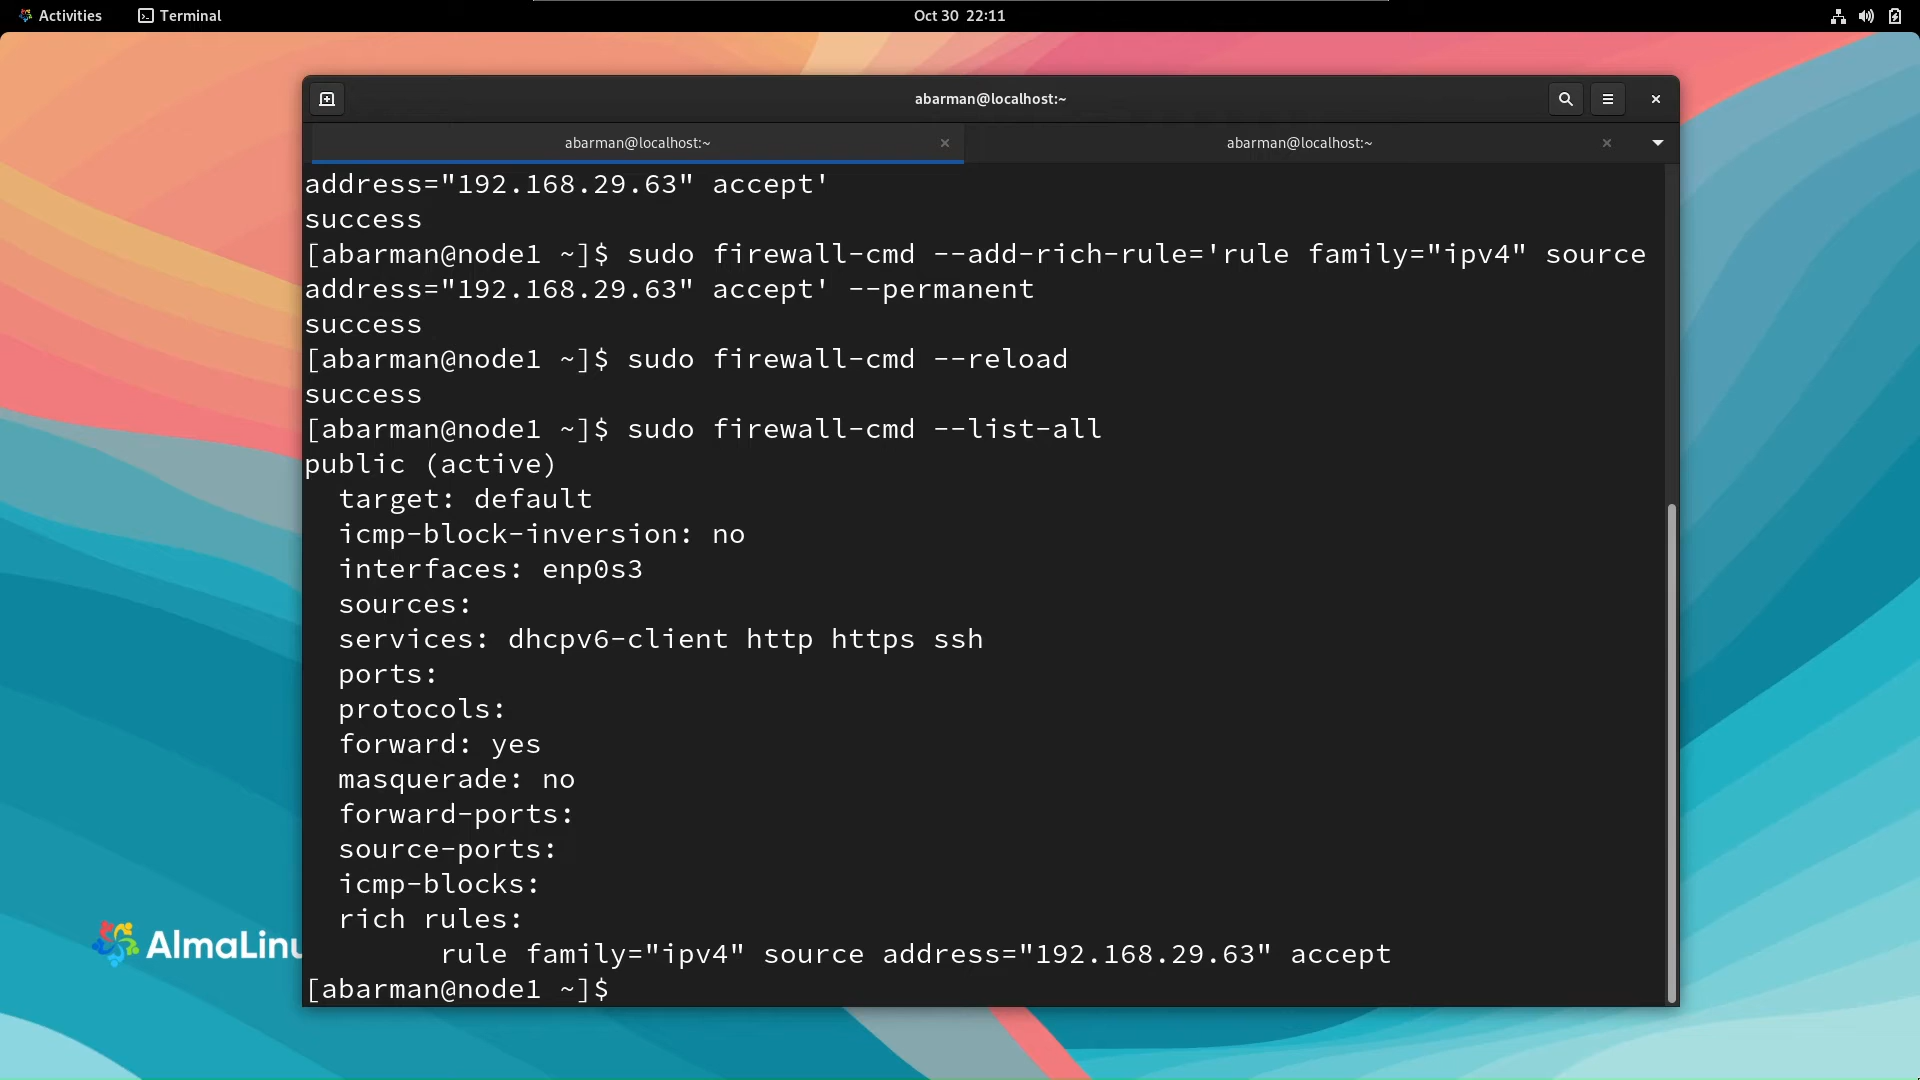 Activities
Terminal
Oct 30 22:11
abarman@localhost:~
abarman@localhost:~
abarman@localhost:~
address="192.168.29.63" accept'
success
[abarman@node1 ~]$ sudo firewall-cmd --add-rich-rule='rule family="ipv4" source
address="192.168.29.63" accept' --permanent
success
[abarman@node1 ~]$ sudo firewall-cmd --reload
success
[abarman@node1 ~]$ sudo firewall-cmd --list-all
public (active)
  target: default
  icmp-block-inversion: no
  interfaces: enp0s3
  sources:
  services: dhcpv6-client http https ssh
  ports:
  protocols:
  forward: yes
  masquerade: no
  forward-ports:
  source-ports:
  icmp-blocks:
  rich rules:
        rule family="ipv4" source address="192.168.29.63" accept
[abarman@node1 ~]$
AlmaLinu